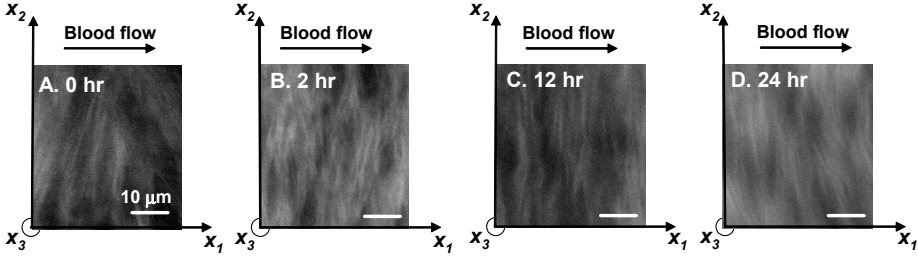 x2
Blood flow
A. 0 hr
10 μm
x3
x1
x2
Blood flow
B. 2 hr
x3
x1
x2
Blood flow
C. 12 hr
x3
x1
x2
Blood flow
D. 24 hr
x3
x1